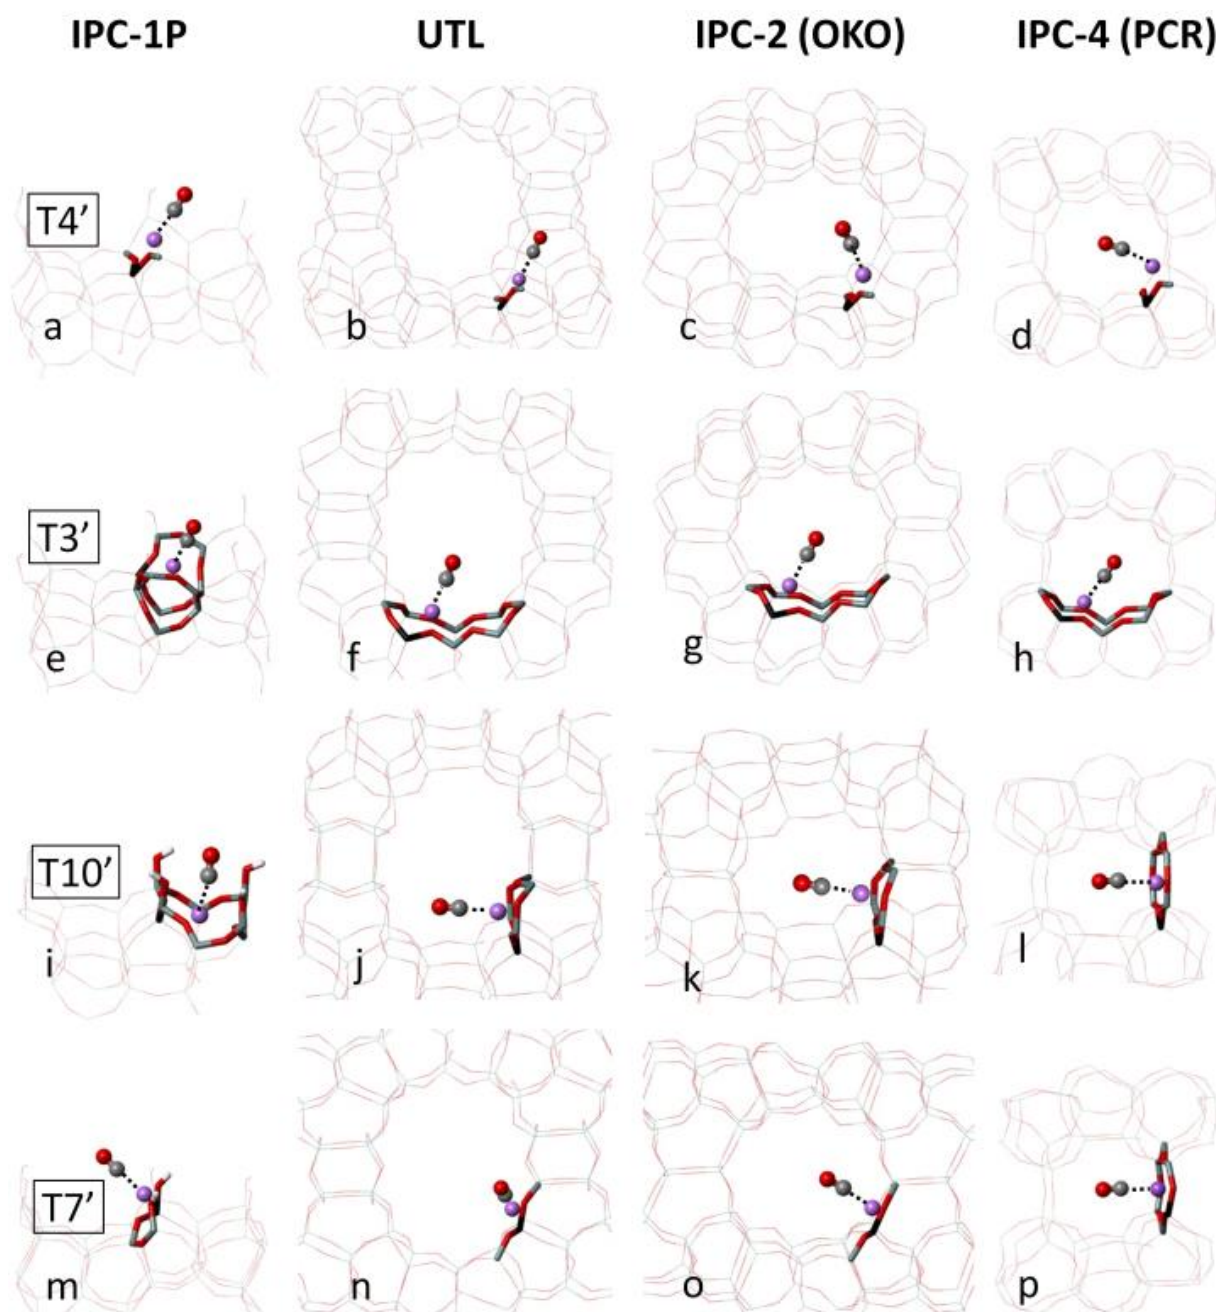 IPC-1P UTL IPC-2 (OKO) IPC-4 (PCR)
T4’
a b c d
T3’
e f g h
T10’
i j k l
T7’
m n o p